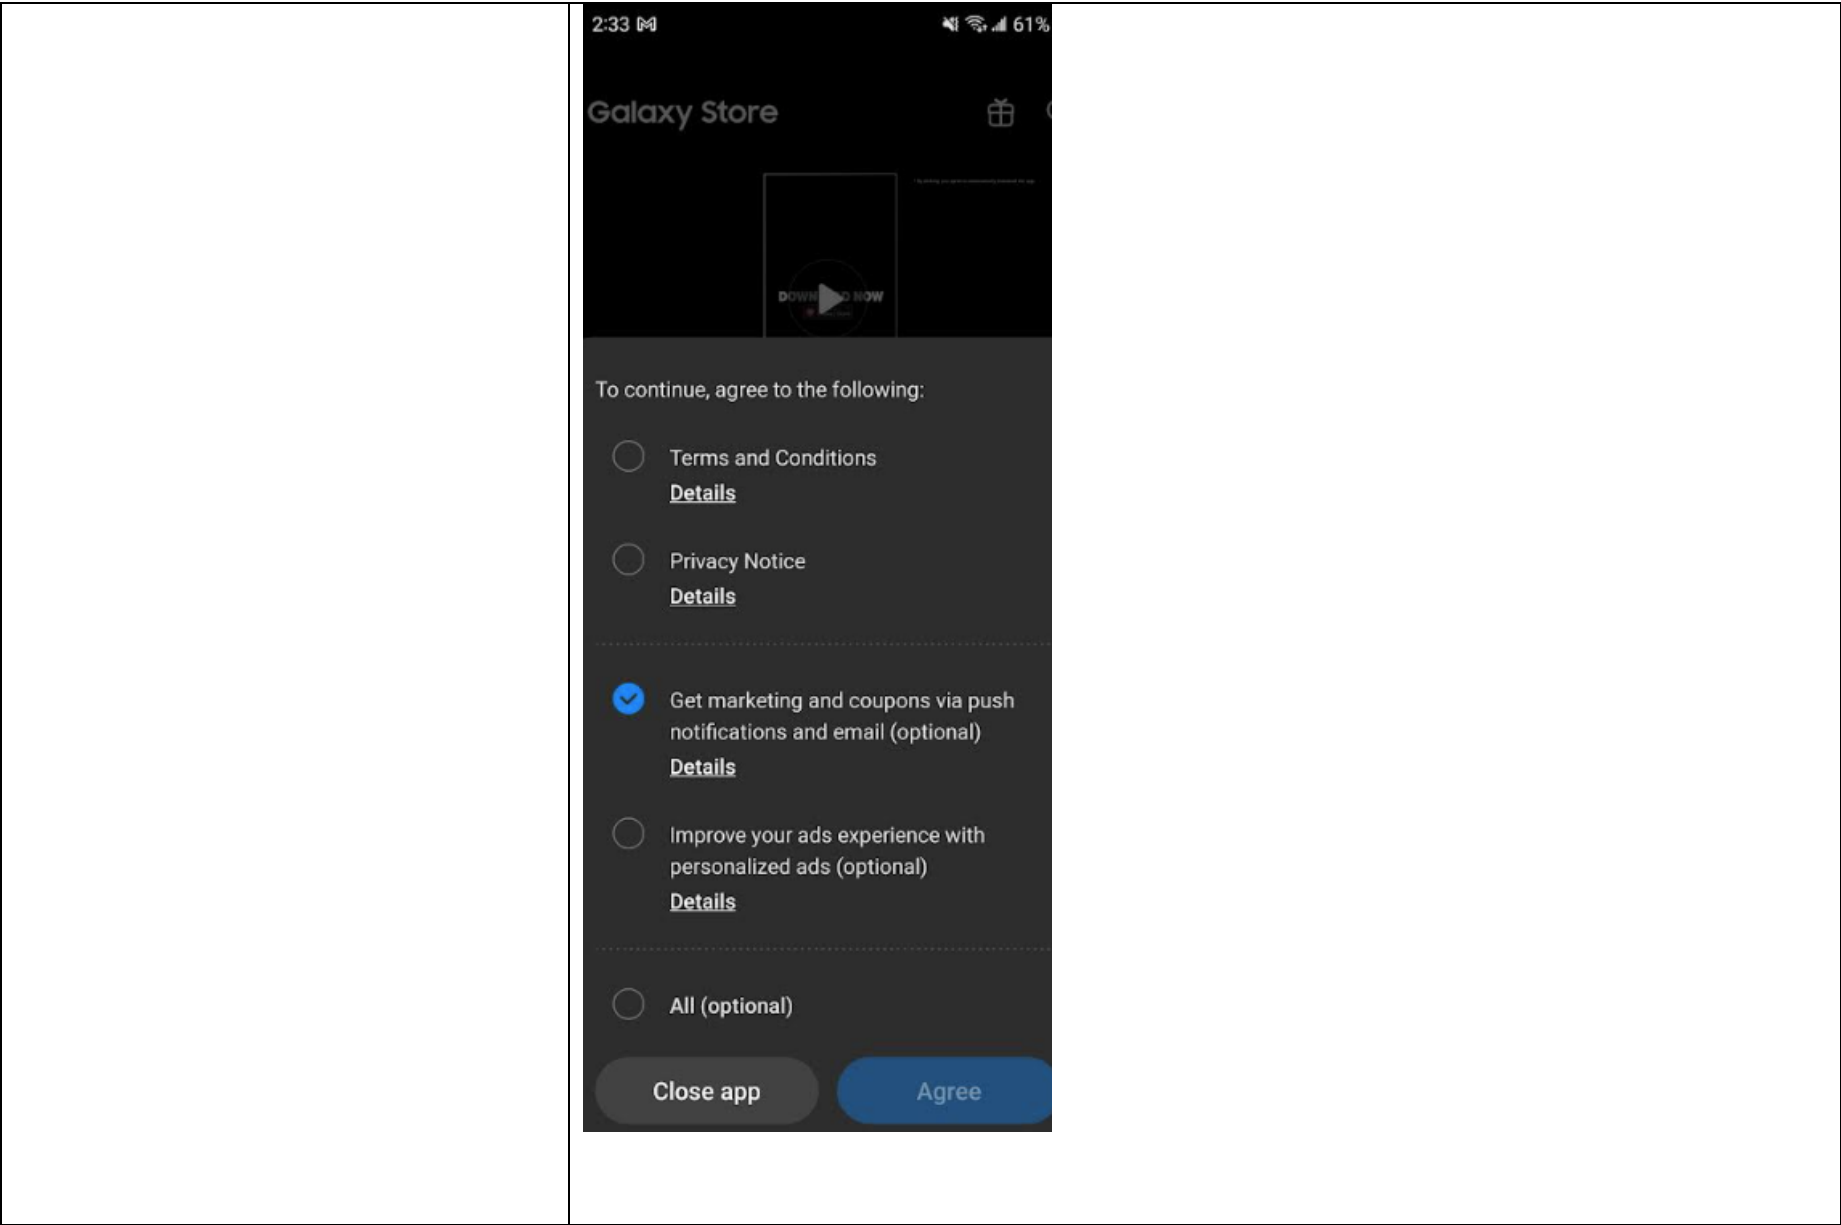 2:33 61%
Galaxy Store
NOW
To continue, agree to the following:
Terms and Conditions
Details
Privacy Notice
Details
Get marketing and coupons via push
notifications and email (optional)
Details
Improve your ads experience with
personalized ads (optional)
Details
All (optional)
Close app Agree